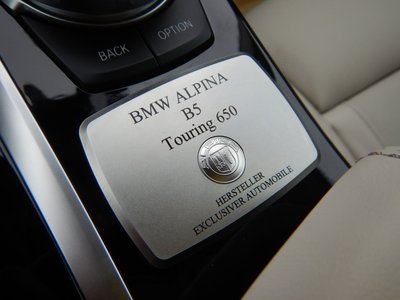 BACK
OPTION
BMW ALPINA
B5
Touring 650
HERSTELLER
EXCLUSIVER AUTOMOBILE